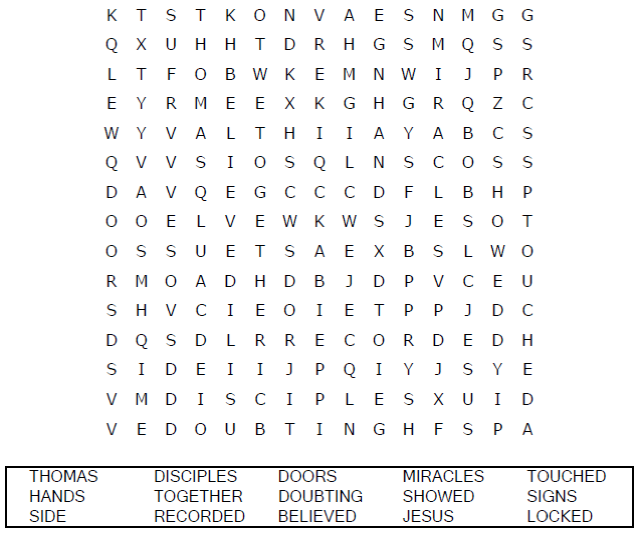 K T S T K O N V A E S N M G G
Q X U H H T D R H G S M Q S S
L T F O B W K E M N W I J P R
E Y R M E E X K G H G R Q Z C
W Y V A L T H I I A Y A B C S
Q V V S I O S Q L N S C O S S
D A V Q E G C C C D F L B H P
O O E L V E W K W S J E S O T
O S S U E T S A E X B S L W O
R M O A D H D B J D P V C E U
S H V C I E O I E T P P J D C
D Q S D L R R E C O R D E D H
S I D E I I J P Q I Y J S Y E
V M D I S C I P L E S X U I D
V E D O U B T I N G H F S P A
THOMAS DISCIPLES DOORS MIRACLES TOUCHED
HANDS TOGETHER DOUBTING SHOWED SIGNS
SIDE RECORDED BELIEVED JESUS LOCKED